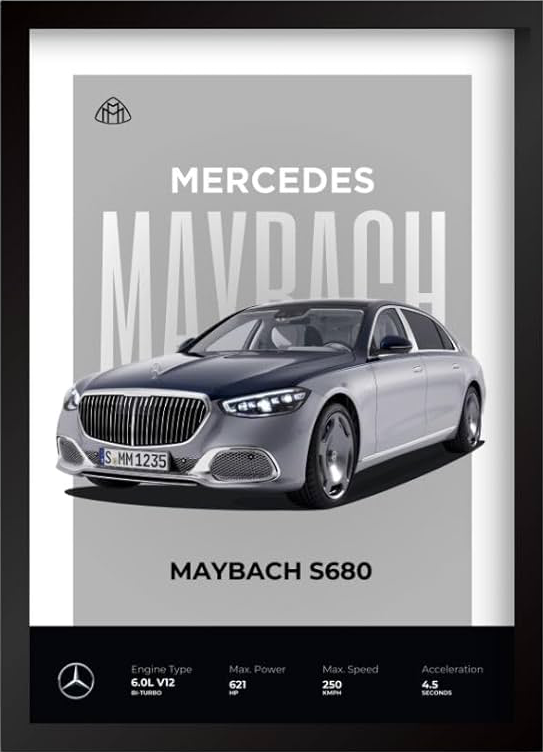 MERCEDES
MAYBACH
S MM 1235
MAYBACH S680
Engine Type
6.0L V12
BI-TURBO
Max. Power
621
HP
Max. Speed
250
KMPH
Acceleration
4.5
SECONDS